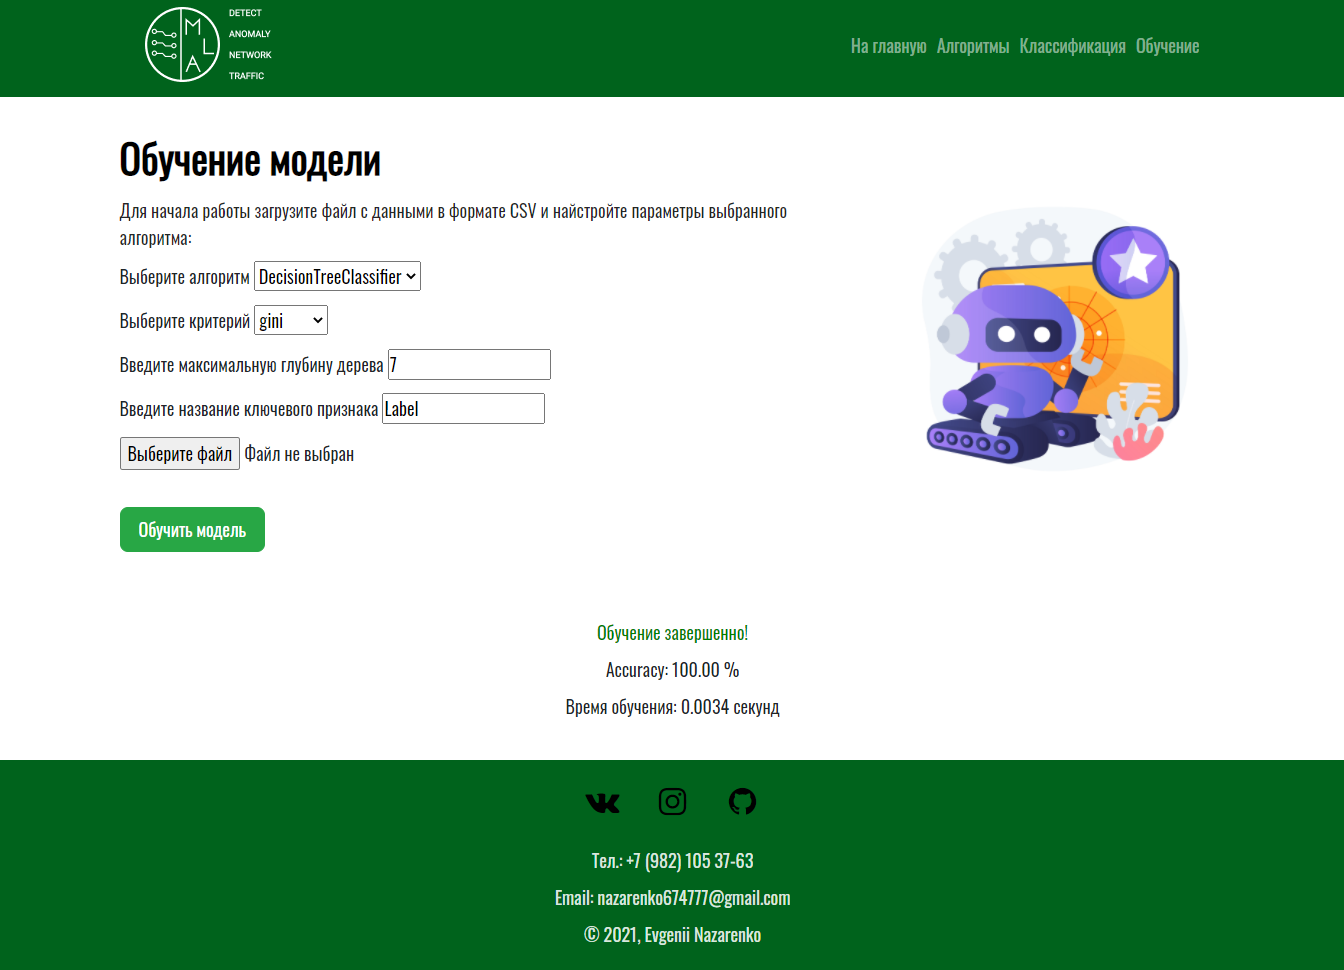 DETECT
ANOMALY
NETWORK
TRAFFIC
M
L
A
На главную Алгоритмы Классификация Обучение
Обучение модели
Для начала работы загрузите файл с данными в формате CSV и найстройте параметры выбранного
алгоритма:
Выберите алгоритм DecisionTreeClassifier
Выберите критерий gini
Введите максимальную глубину дерева 7
Введите название ключевого признака Label
Выберите файл Файл не выбран
Обучить модель
Обучение завершенно!
Accuracy: 100.00 %
Время обучения: 0.0034 секунд
Тел.: +7 (982) 105 37-63
Email: nazarenko674777@gmail.com
© 2021, Evgenii Nazarenko